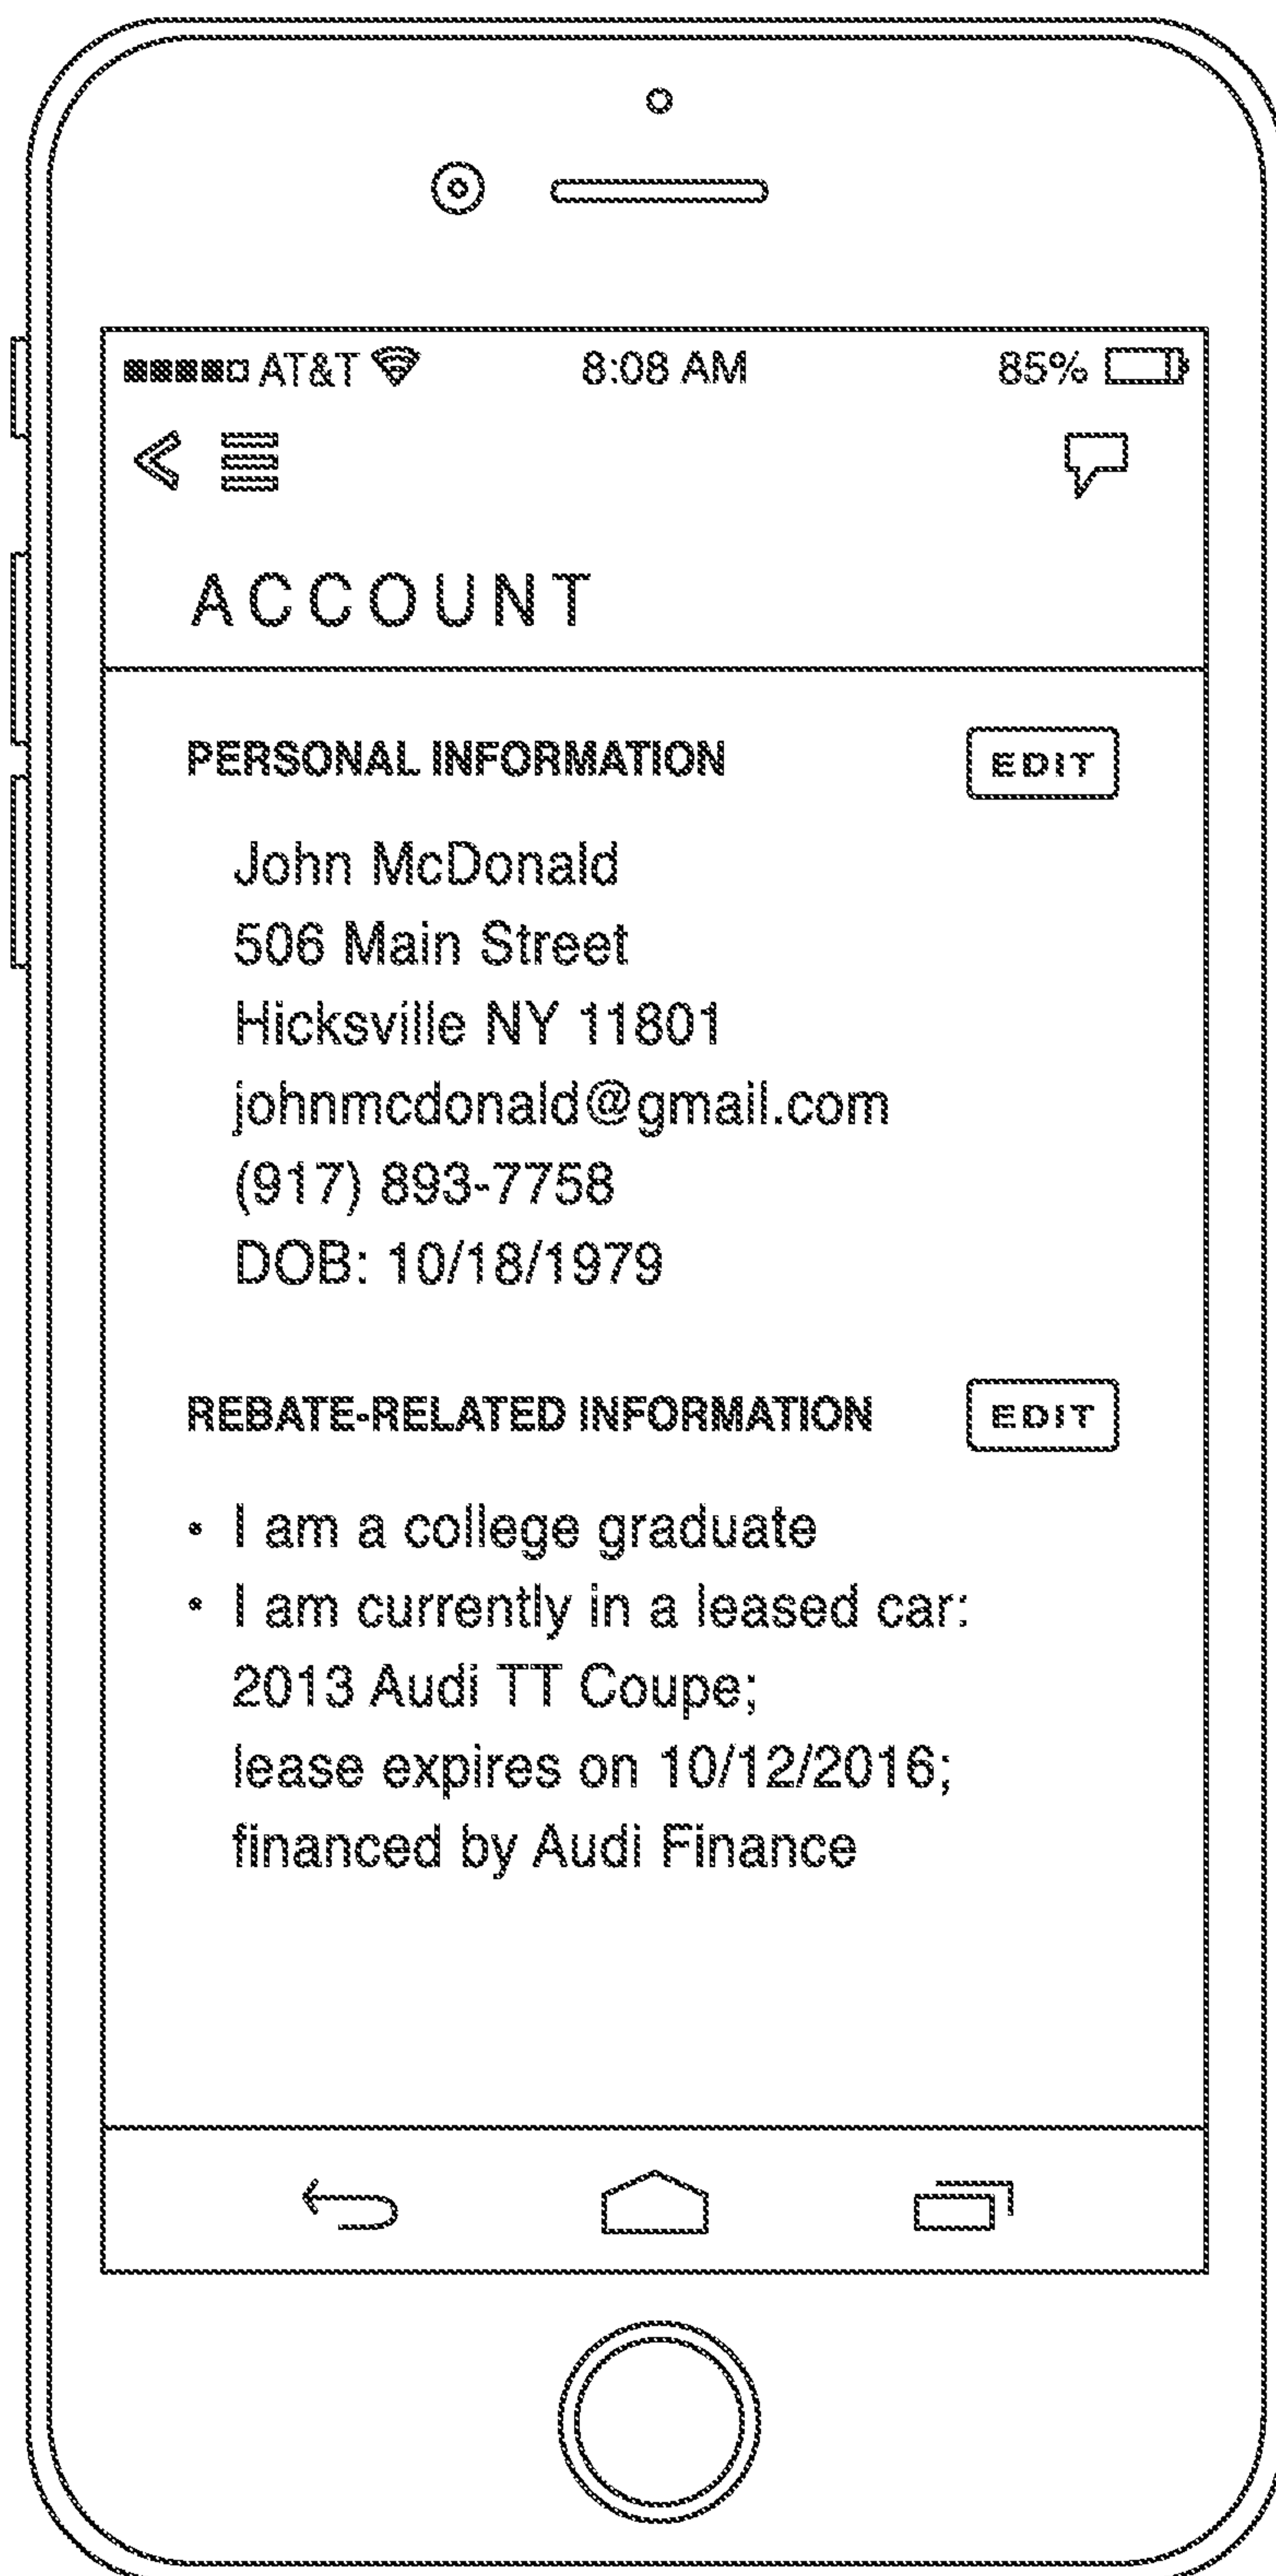 AT&T 8:08 AM 85%
ACCOUNT
PERSONAL INFORMATION EDIT
John McDonald
506 Main Street
Hicksville NY 11801
johnmcdonald@gmail.com
(917) 893-7758
DOB: 10/18/1979
REBATE-RELATED INFORMATION EDIT
• I am a college graduate
• I am currently in a leased car:
2013 Audi TT Coupe;
lease expires on 10/12/2016;
financed by Audi Finance